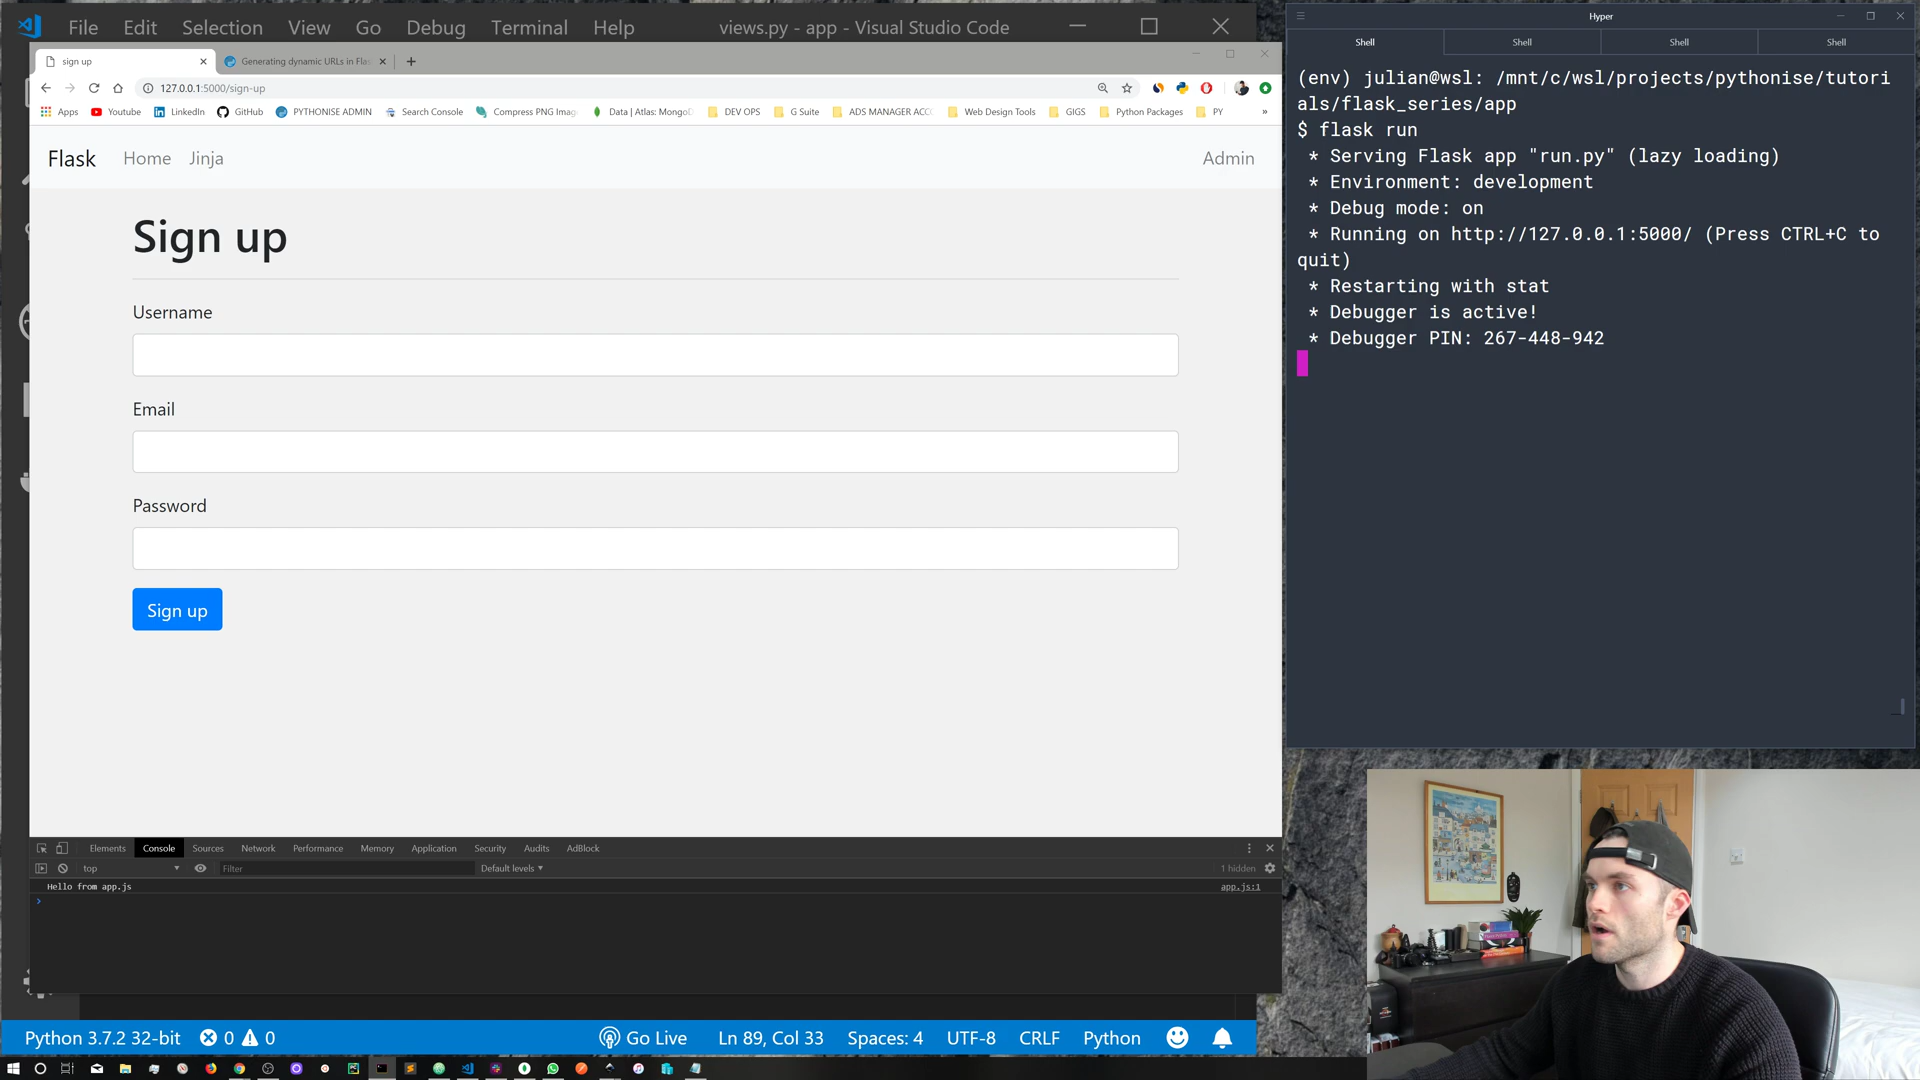 File Edit Selection View Go Debug Terminal Help
views.py - app - Visual Studio Code
sign up
Generating dynamic URLs in Flas
127.0.0.1:5000/sign-up
Apps Youtube LinkedIn GitHub PYTHONISE ADMIN Search Console Compress PNG Imag Data | Atlas: MongoD DEV OPS G Suite ADS MANAGER ACC Web Design Tools GIGS Python Packages PY »
Flask Home Jinja Admin
Sign up
Username
Email
Password
Sign up
Elements Console Sources Network Performance Memory Application Security Audits AdBlock
top Filter Default levels 1 hidden
Hello from app.js app.js:1
Python 3.7.2 32-bit 0 0 Go Live Ln 89, Col 33 Spaces: 4 UTF-8 CRLF Python
Hyper
Shell Shell Shell Shell
(env) julian@wsl: /mnt/c/wsl/projects/pythonise/tutori
als/flask_series/app
$ flask run
* Serving Flask app "run.py" (lazy loading)
* Environment: development
* Debug mode: on
* Running on http://127.0.0.1:5000/ (Press CTRL+C to
quit)
* Restarting with stat
* Debugger is active!
* Debugger PIN: 267-448-942